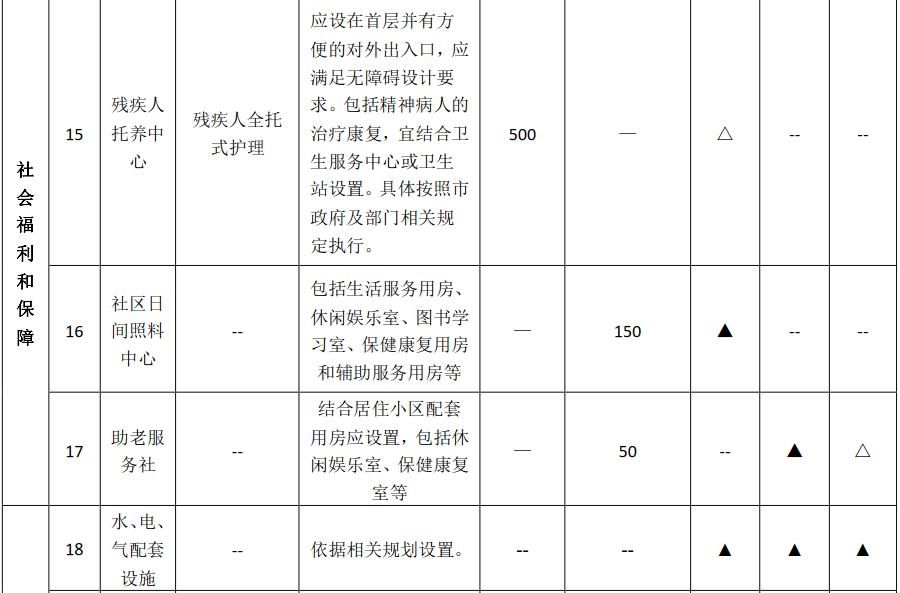 社
会
福
利
和
保
障
15
残疾人
托养中
心
残疾人全托
式护理
应设在首层并有方
便的对外出入口，应
满足无障碍设计要
求。包括精神病人的
治疗康复，宜结合卫
生服务中心或卫生
站设置。具体按照市
政府及部门相关规
定执行。
500
—
△
--
--
16
社区日
间照料
中心
--
包括生活服务用房、
休闲娱乐室、图书学
习室、保健康复用房
和辅助服务用房等
—
150
▲
--
--
17
助老服
务社
--
结合居住小区配套
用房应设置，包括休
闲娱乐室、保健康复
室等
—
50
--
▲
△
18
水、电、
气配套
设施
--
依据相关规划设置。
--
--
▲
▲
▲